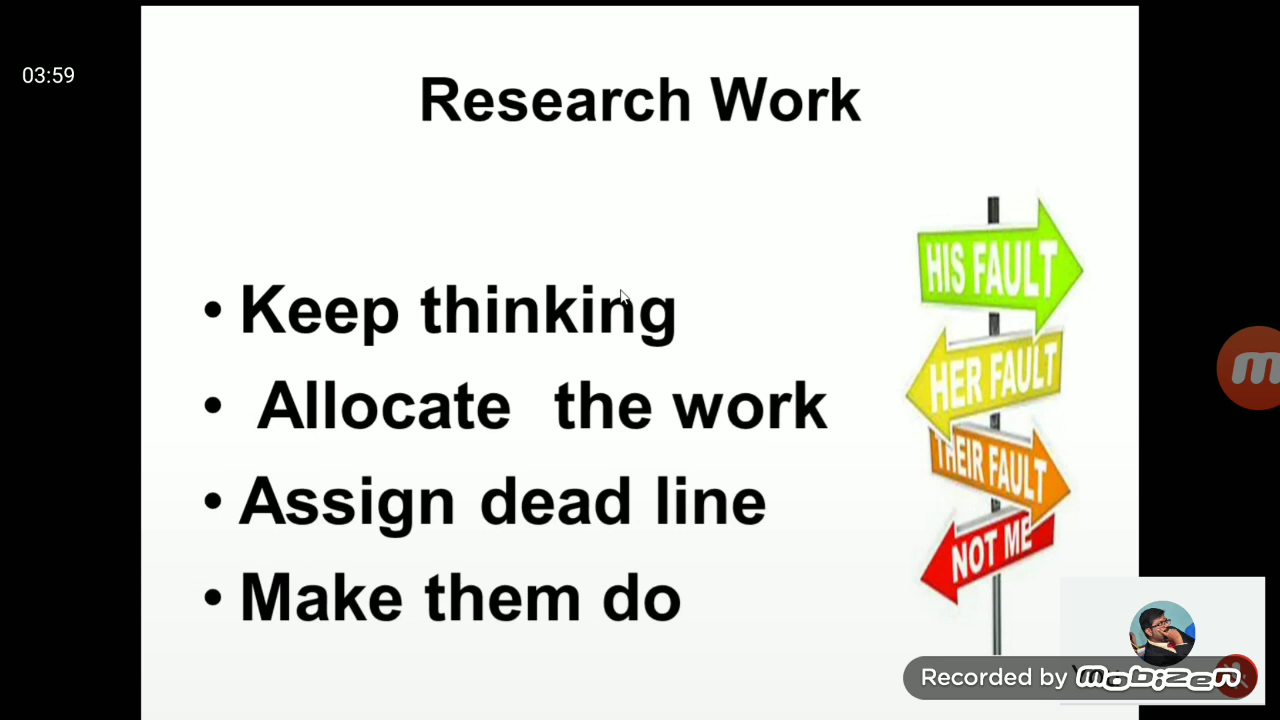 03:59
Research Work
HIS FAULT
• Keep thinking
HER FAULT
• Allocate the work
THEIR FAULT
• Assign dead line
NOT ME
• Make them do
Recorded by mobizen